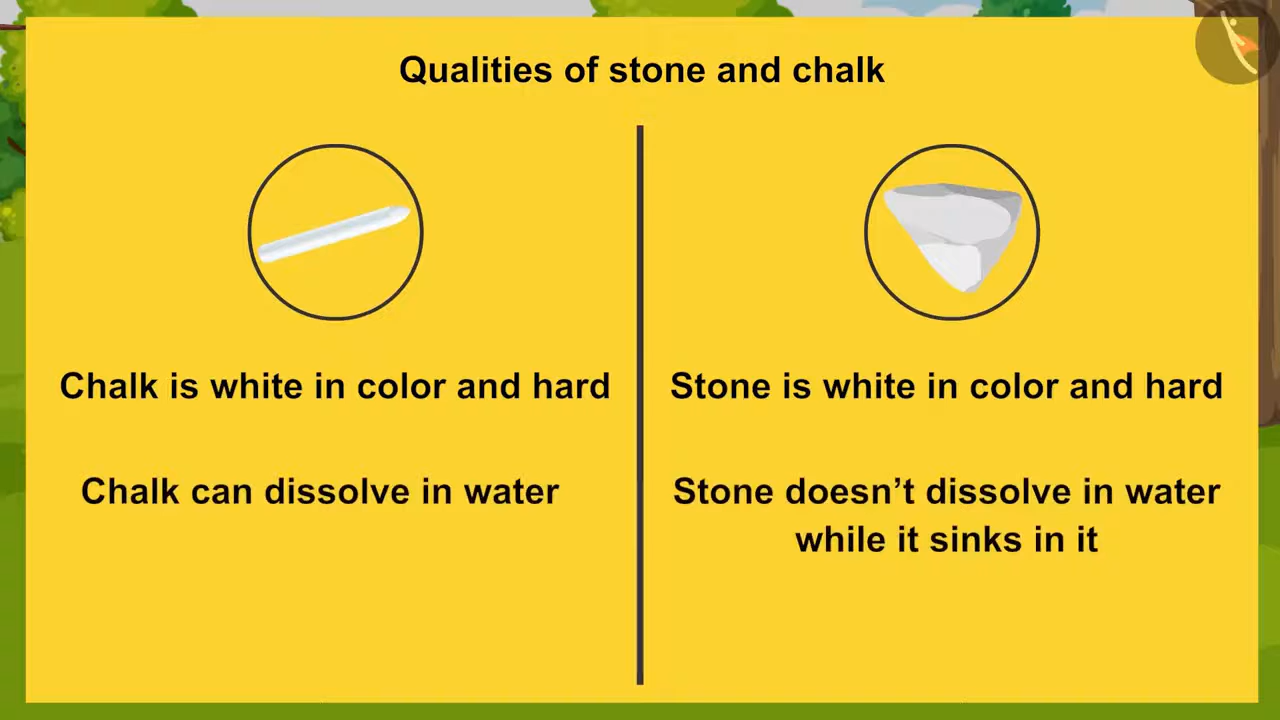 Qualities of stone and chalk
Chalk is white in color and hard
Chalk can dissolve in water
Stone is white in color and hard
Stone doesn’t dissolve in water
while it sinks in it